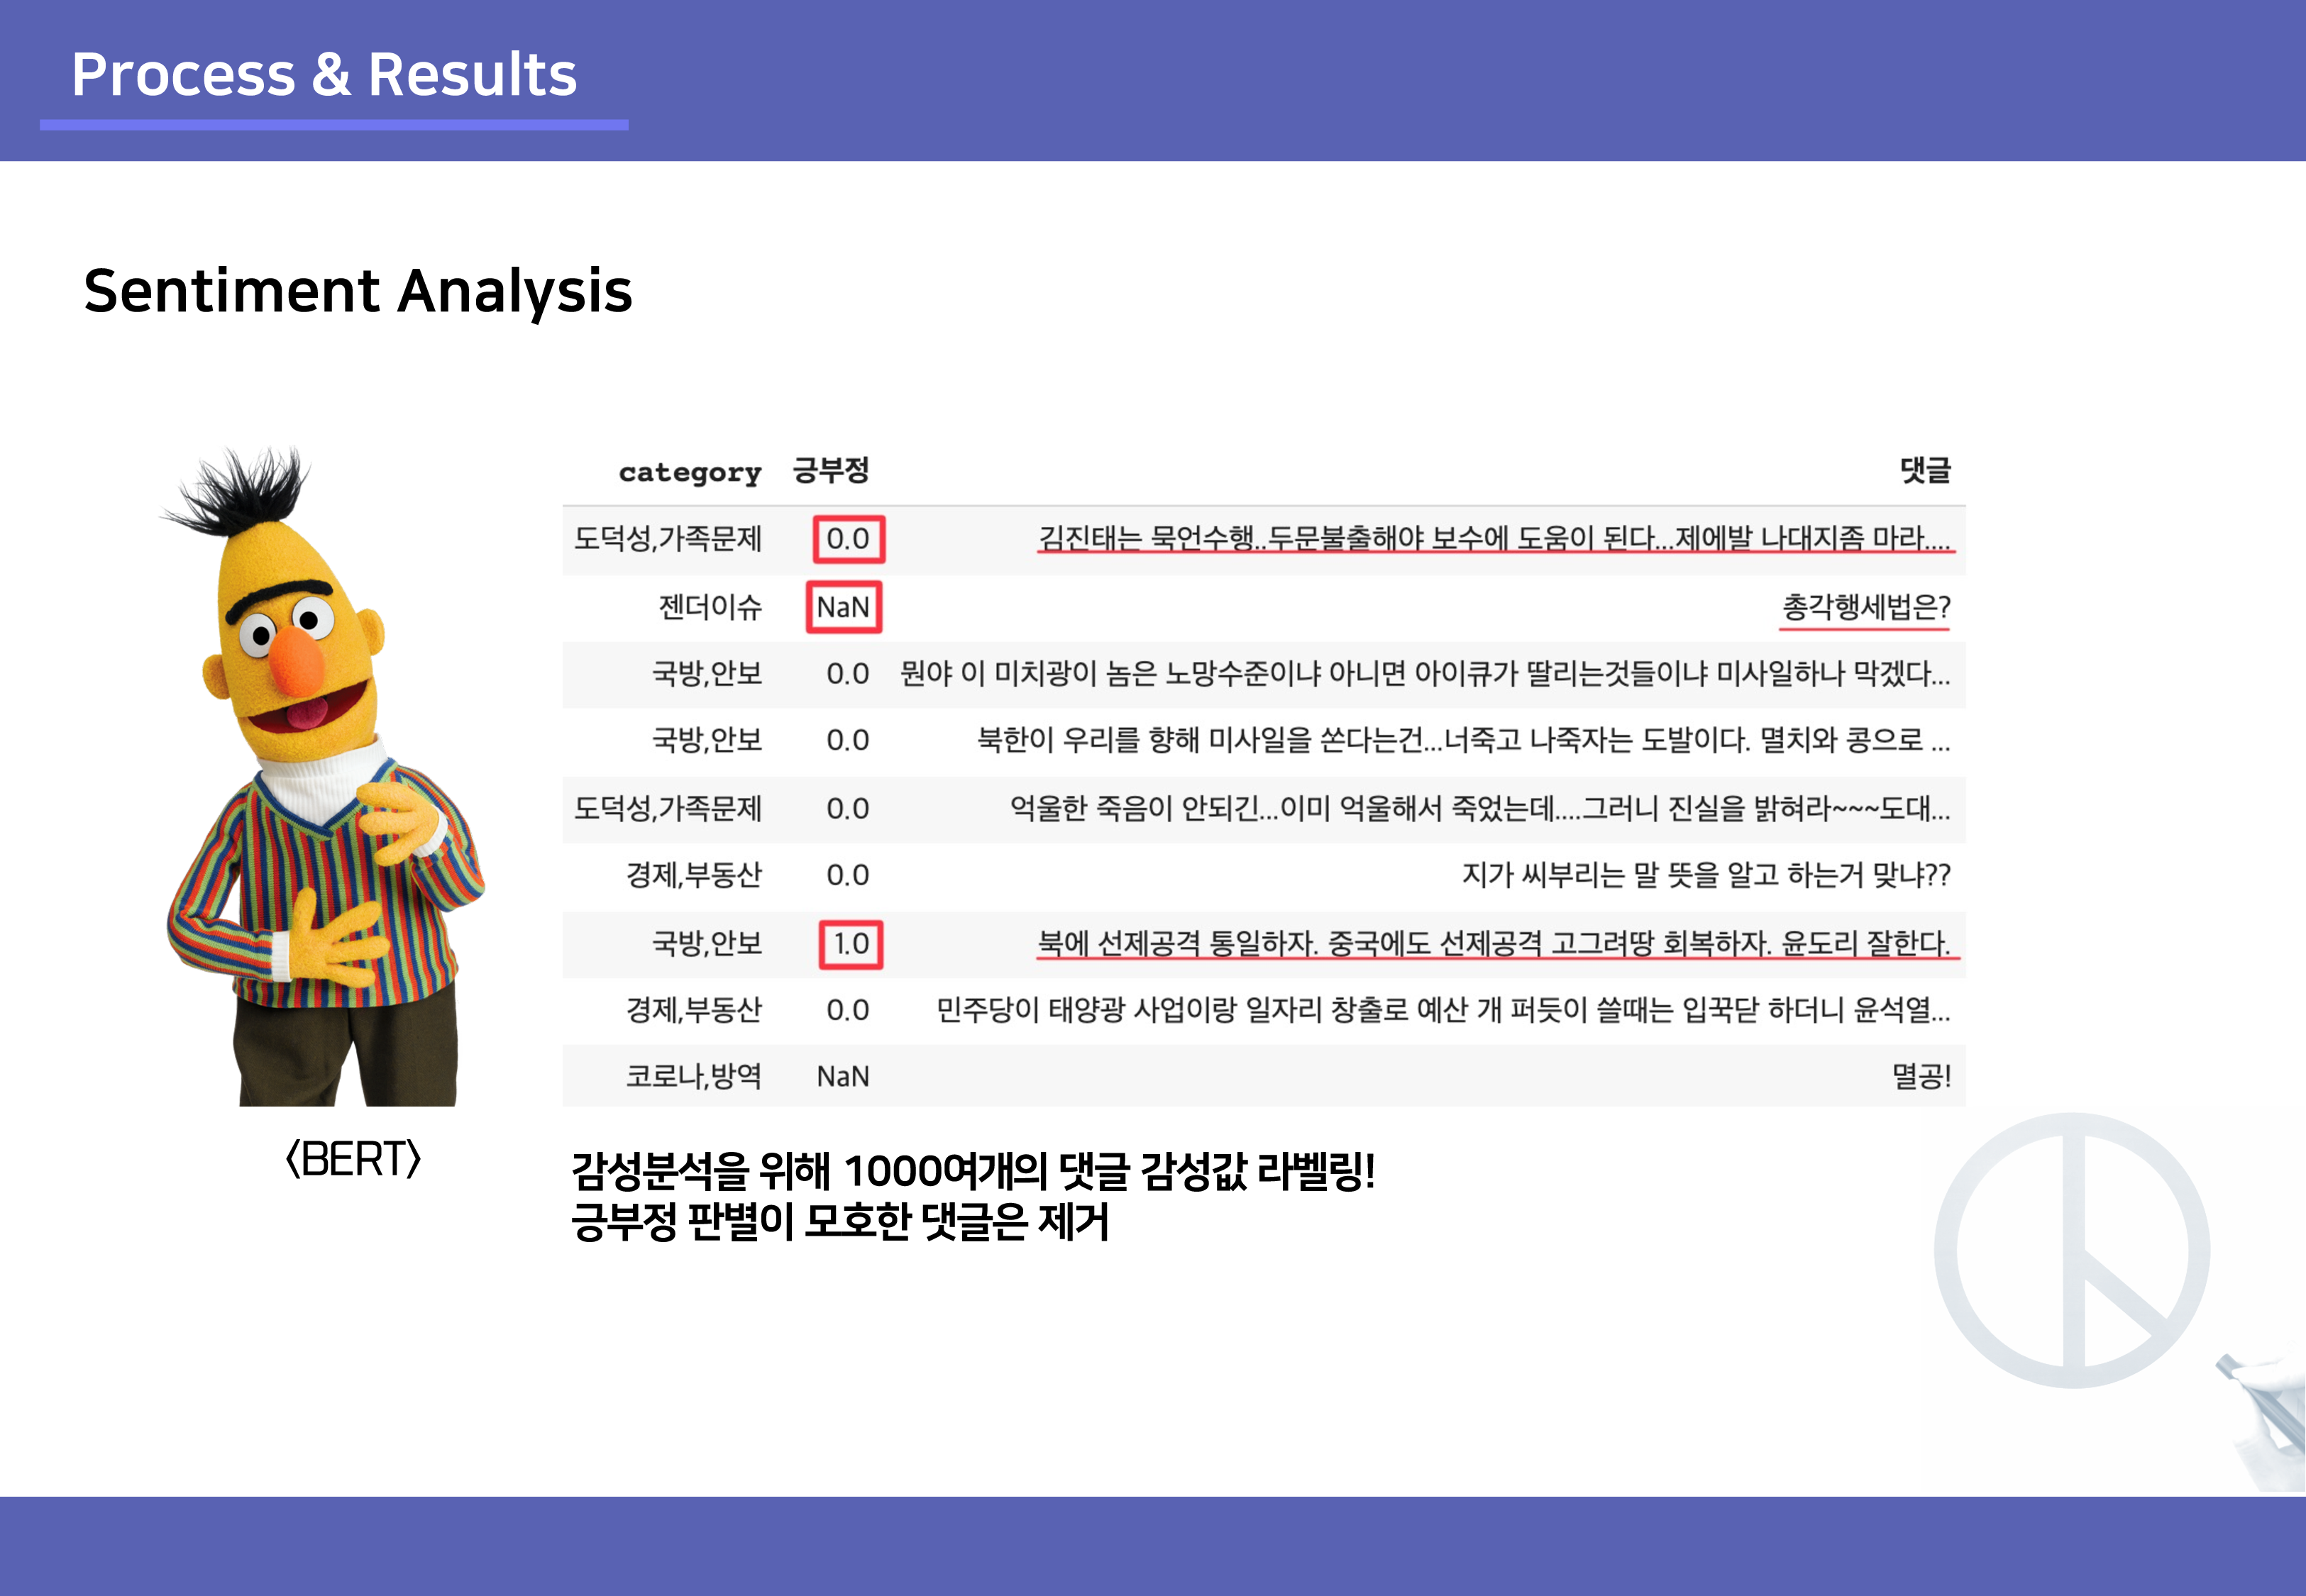 Process & Results
Sentiment Analysis
category 긍부정 댓글
도덕성,가족문제 0.0 김진태는 묵언수행..두문불출해야 보수에 도움이 된다...제에발 나대지좀 마라....
젠더이슈 NaN 총각행세법은?
국방,안보 0.0 뭔야 이 미치광이 놈은 노망수준이냐 아니면 아이큐가 딸리는것들이냐 미사일하나 막겠다...
국방,안보 0.0 북한이 우리를 향해 미사일을 쏜다는건...너죽고 나죽자는 도발이다. 멸치와 콩으로 ...
도덕성,가족문제 0.0 억울한 죽음이 안되긴...이미 억울해서 죽었는데....그러니 진실을 밝혀라~~~도대...
경제,부동산 0.0 지가 씨부리는 말 뜻을 알고 하는거 맞냐??
국방,안보 1.0 북에 선제공격 통일하자. 중국에도 선제공격 고그려땅 회복하자. 윤도리 잘한다.
경제,부동산 0.0 민주당이 태양광 사업이랑 일자리 창출로 예산 개 퍼듯이 쓸때는 입꾹닫 하더니 윤석열...
코로나,방역 NaN 멸공!
〈BERT〉
감성분석을 위해 1000여개의 댓글 감성값 라벨링!
긍부정 판별이 모호한 댓글은 제거